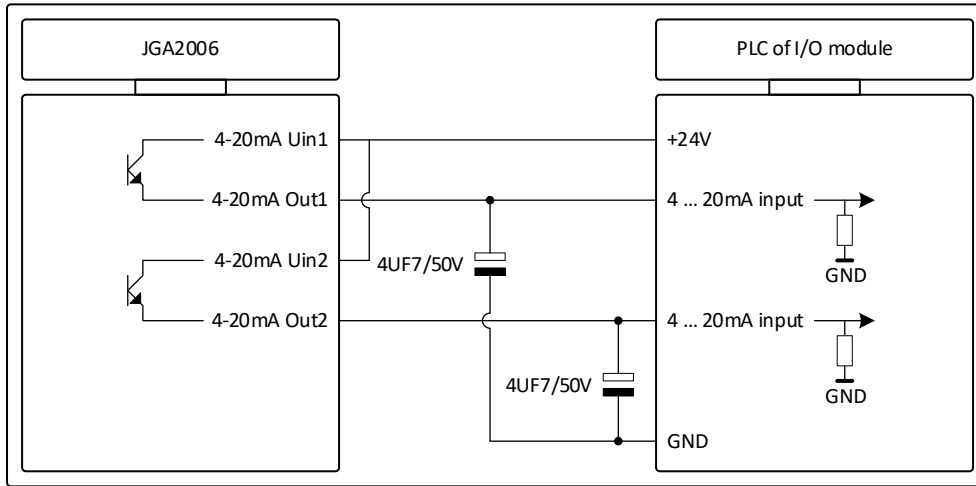 JGA2006
PLC of I/O module
4-20mA Uin1
+24V
4-20mA Out1
4 ... 20mA input
4-20mA Uin2
4UF7/50V
GND
4-20mA Out2
4 ... 20mA input
4UF7/50V
GND
GND